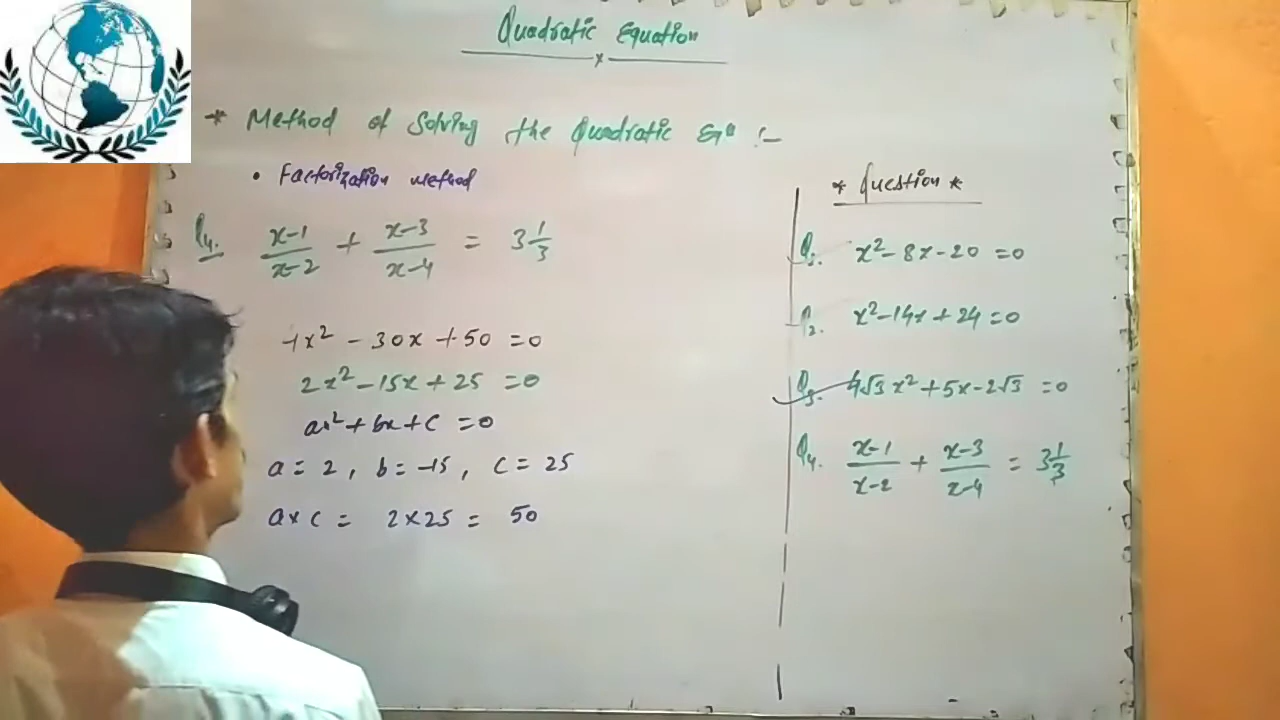 Quadratic Equation
* Method of Solving the Quadratic Eqⁿ :-
• Factorization method
Q4. x-1/x-2 + x-3/x-4 = 3 1/3
x² - 30x + 50 = 0
2x² - 15x + 25 = 0
ax² + bx + c = 0
a = 2, b = -15, c = 25
a×c = 2×25 = 50
* Question *
Q1. x² - 8x - 20 = 0
Q2. x² - 14x + 24 = 0
Q3. 4√3x² + 5x - 2√3 = 0
Q4. x-1/x-2 + x-3/x-4 = 3 1/3